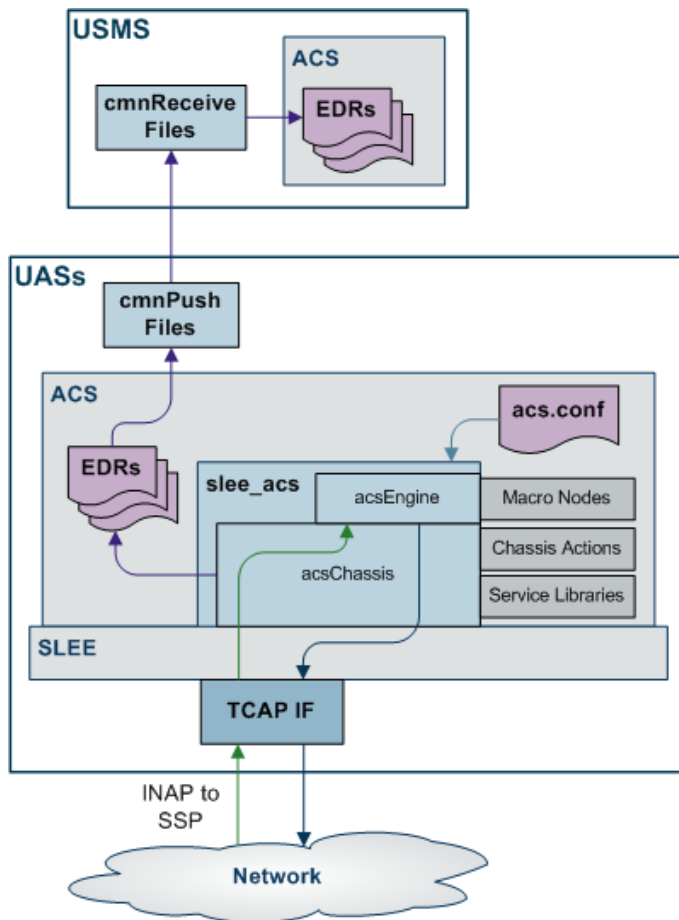 USMS
ACS
cmnReceive
Files
EDRs
UASs
cmnPush
Files
ACS
acs.conf
EDRs
slee_acs
acsEngine
Macro Nodes
acsChassis
Chassis Actions
Service Libraries
SLEE
TCAP IF
INAP to
SSP
Network